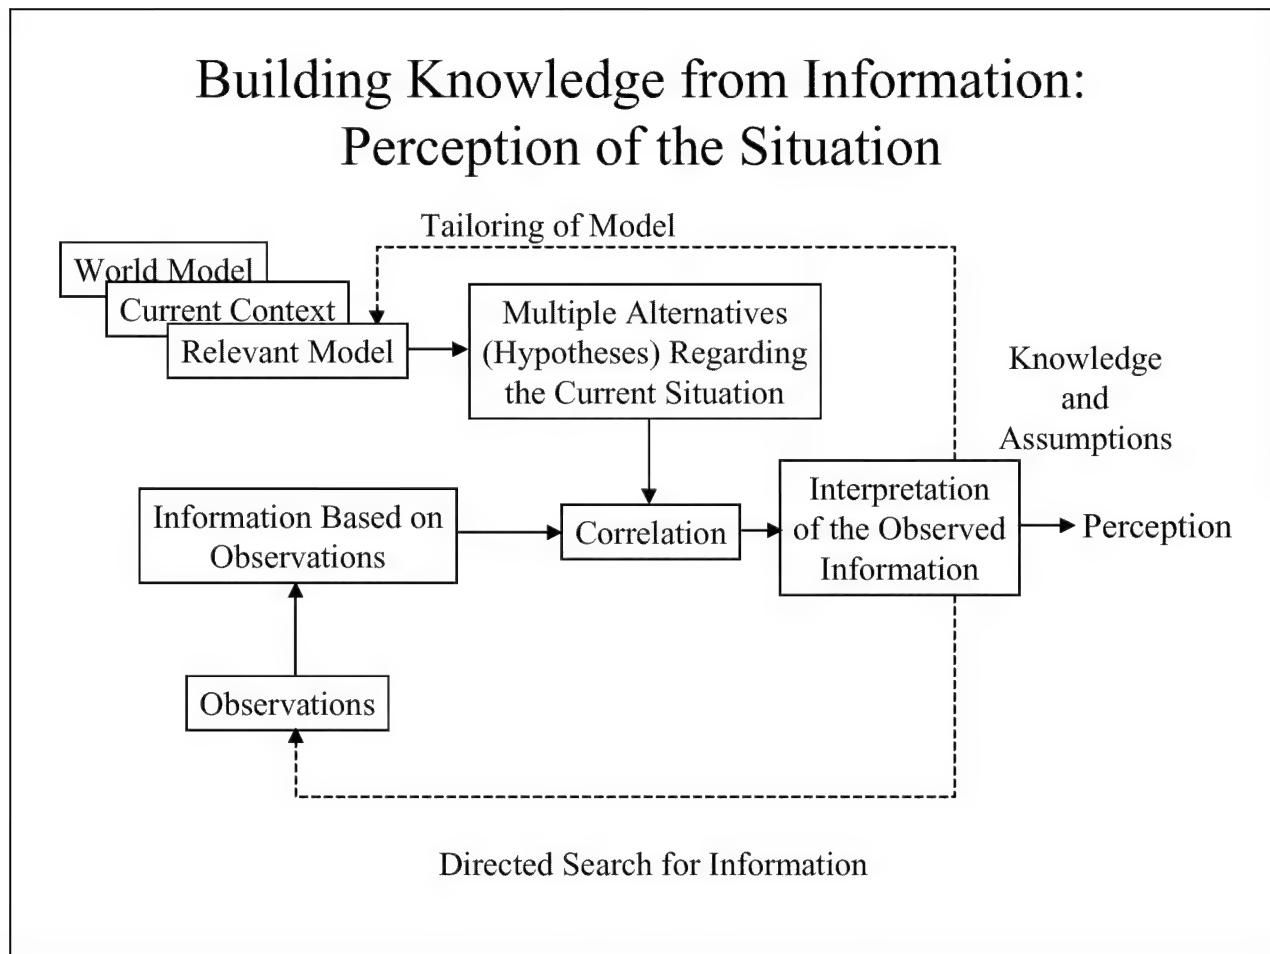 Building Knowledge from Information:
Perception of the Situation
Tailoring of Model
World Model
Current Context
Relevant Model
Multiple Alternatives
(Hypotheses) Regarding
the Current Situation
Knowledge
and
Assumptions
Information Based on
Observations
Correlation
Interpretation
of the Observed
Information
Perception
Observations
Directed Search for Information